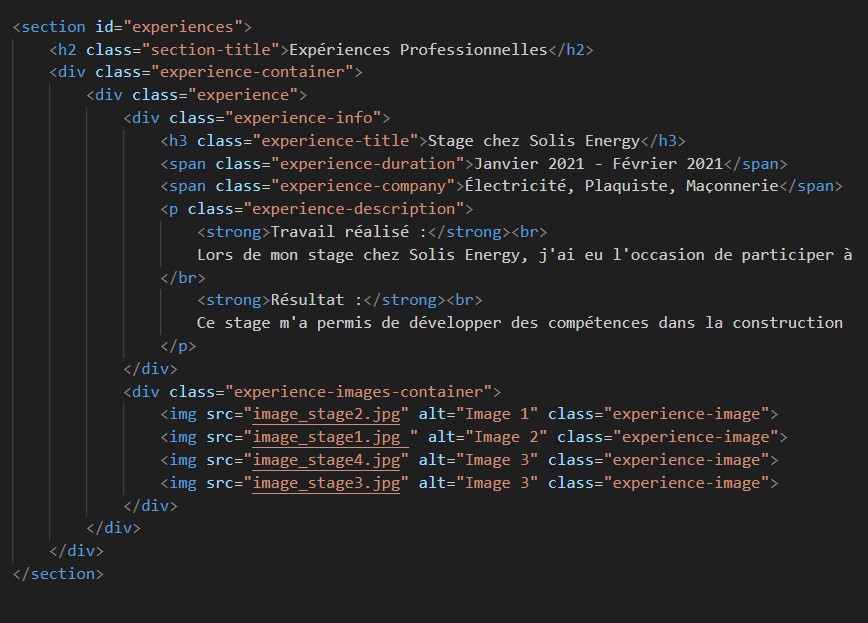 <section id="experiences">
<h2 class="section-title">Expériences Professionnelles</h2>
<div class="experience-container">
<div class="experience">
<div class="experience-info">
<h3 class="experience-title">Stage chez Solis Energy</h3>
<span class="experience-duration">Janvier 2021 - Février 2021</span>
<span class="experience-company">Électricité, Plaquiste, Maçonnerie</span>
<p class="experience-description">
<strong>Travail réalisé :</strong><br>
Lors de mon stage chez Solis Energy, j'ai eu l'occasion de participer à
</br>
<strong>Résultat :</strong><br>
Ce stage m'a permis de développer des compétences dans la construction
</p>
</div>
<div class="experience-images-container">
<img src="image_stage2.jpg" alt="Image 1" class="experience-image">
<img src="image_stage1.jpg " alt="Image 2" class="experience-image">
<img src="image_stage4.jpg" alt="Image 3" class="experience-image">
<img src="image_stage3.jpg" alt="Image 3" class="experience-image">
</div>
</div>
</div>
</section>